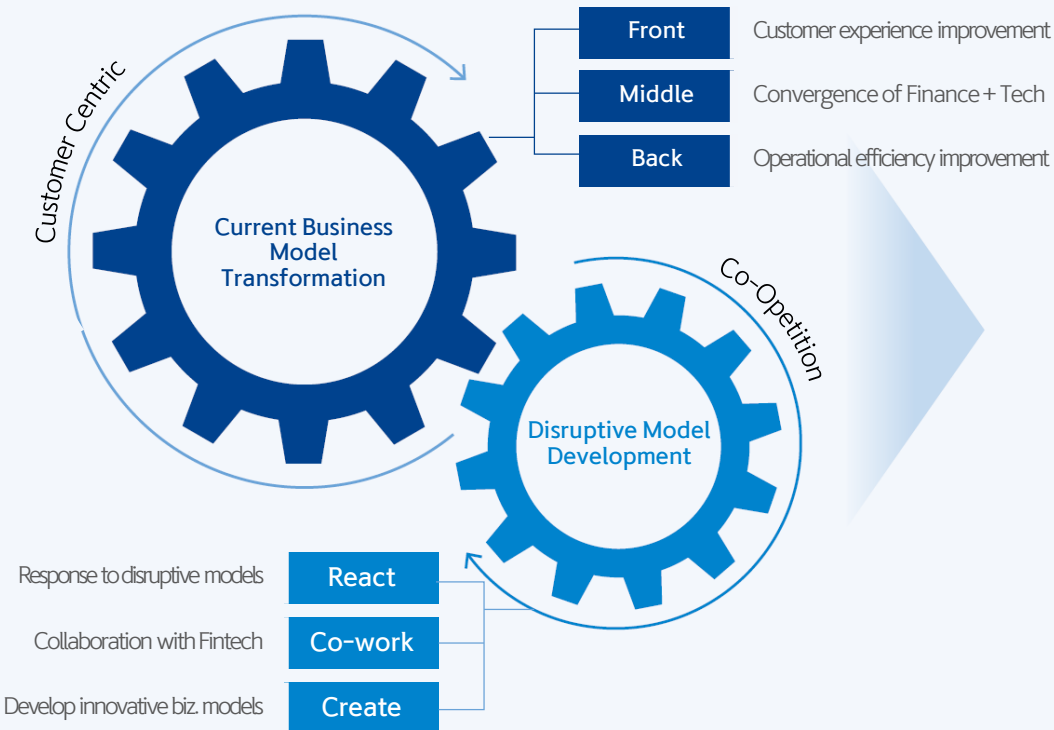 Front
Customer experience improvement
Middle
Convergence of Finance + Tech
Back
Operational efficiency improvement
Customer Centric
Current Business
Model
Transformation
Co-Opetition
Disruptive Model
Development
Response to disruptive models
React
Collaboration with Fintech
Co-work
Develop innovative biz. models
Create